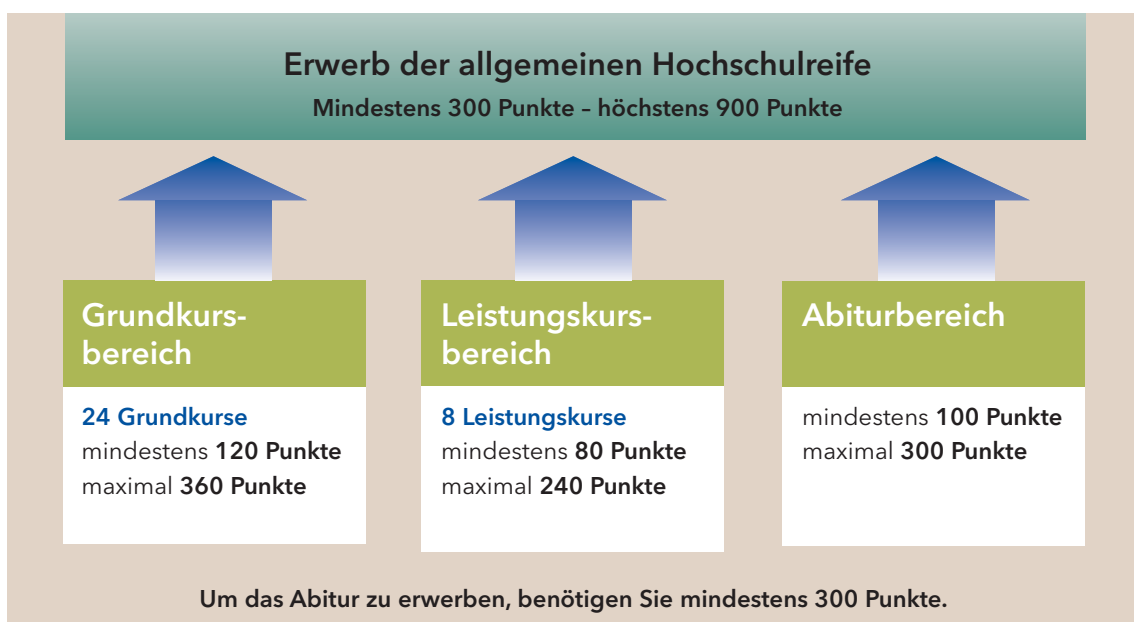 Erwerb der allgemeinen Hochschulreife
Mindestens 300 Punkte – höchstens 900 Punkte
Grundkurs-
bereich
24 Grundkurse
mindestens 120 Punkte
maximal 360 Punkte
Leistungskurs-
bereich
8 Leistungskurse
mindestens 80 Punkte
maximal 240 Punkte
Abiturbereich
mindestens 100 Punkte
maximal 300 Punkte
Um das Abitur zu erwerben, benötigen Sie mindestens 300 Punkte.